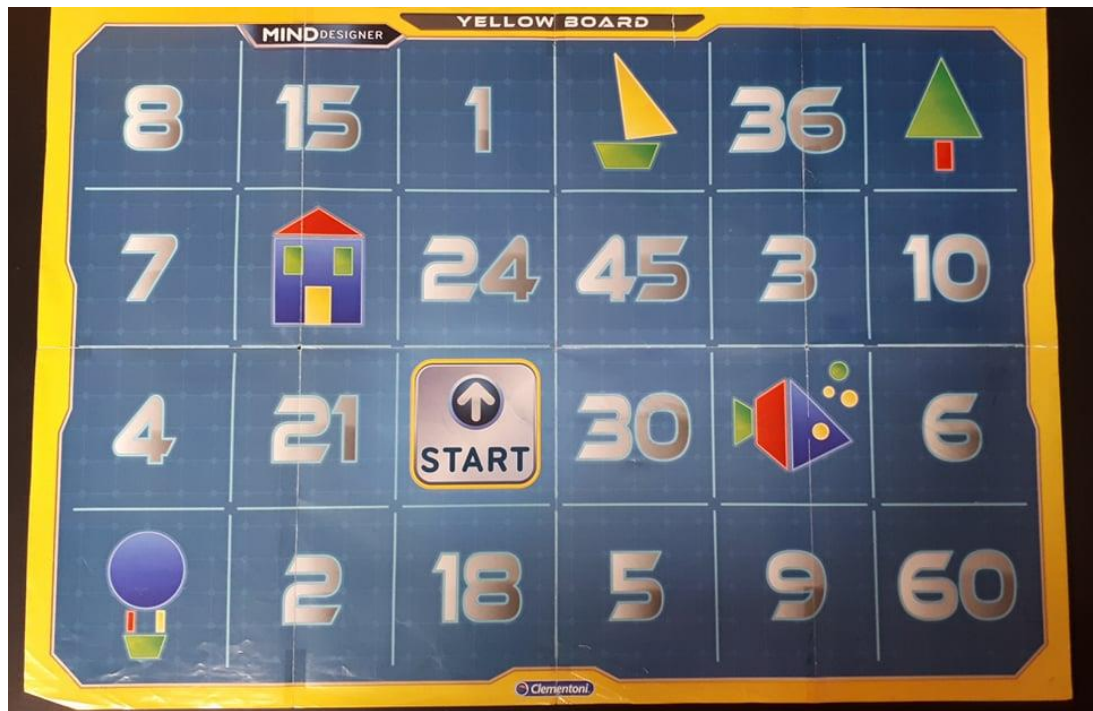 YELLOW BOARD
MINDDESIGNER
8 15 1 36
7 24 45 3 10
4 21 START 30 6
2 18 5 9 60
Clementoni